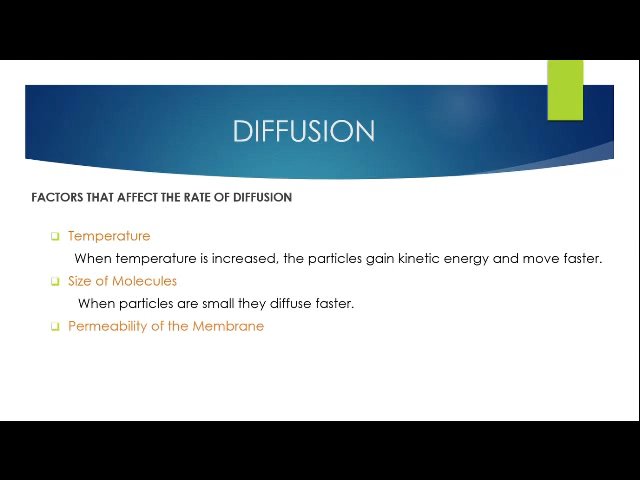 DIFFUSION
FACTORS THAT AFFECT THE RATE OF DIFFUSION
Temperature
When temperature is increased, the particles gain kinetic energy and move faster.
Size of Molecules
When particles are small they diffuse faster.
Permeability of the Membrane